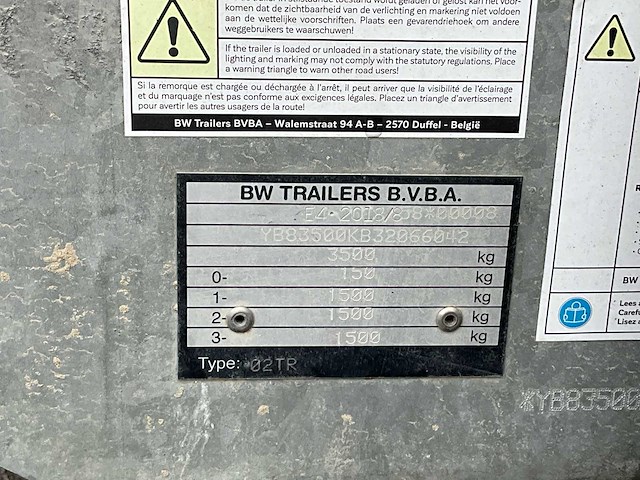 komen dat de zichtbaarheid van de verlichting en markering niet voldoen
aan de wettelijke voorschriften. Plaats een gevarendriehoek om andere
weggebruikers te waarschuwen!
If the trailer is loaded or unloaded in a stationary state, the visibility of the
lighting and marking may not comply with the statutory regulations. Place
a warning triangle to warn other road users!
Si la remorque est chargée ou déchargée à l'arrêt, il peut arriver que la visibilité de l'éclairage
et du marquage n'est pas conforme aux exigences légales. Placez un triangle d'avertissement
pour avertir les autres usagers de la route!
BW Trailers BVBA – Walemstraat 94 A-B – 2570 Duffel - België
BW TRAILERS B.V.B.A.
YB83500KB32066042
3500 kg
0- 150 kg
1- 1500 kg
2- 1500 kg
3- 1500 kg
Type: 02TR
BW
Lees
Carefu
Lisez
YB83500